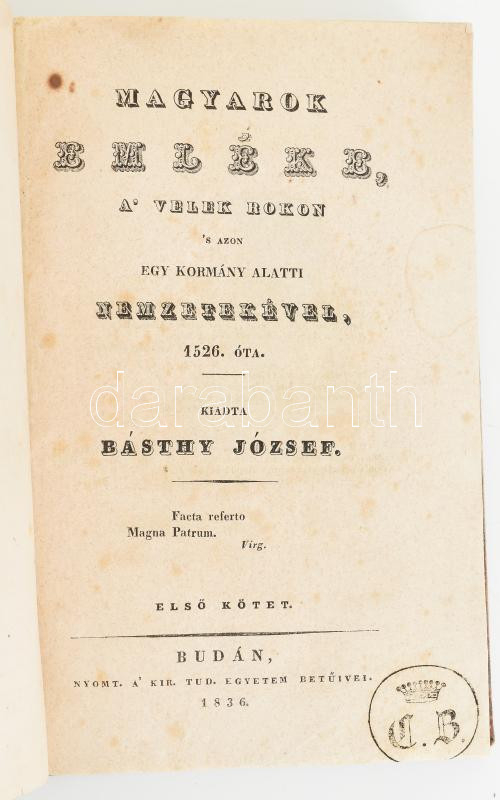 MAGYAROK
EMLÉKE,
A' VELEK ROKON
's AZON
EGY KORMÁNY ALATTI
NEMZETEKÉVEL,
1526. ÓTA.
KIADTA
BÁSTHY JÓZSEF.
Facta referto
Magna Patrum.
Virg.
ELSŐ KÖTET.
BUDÁN,
NYOMT. A' KIR. TUD. EGYETEM BETŰIVEL.
1836.
C. B.
darabanth